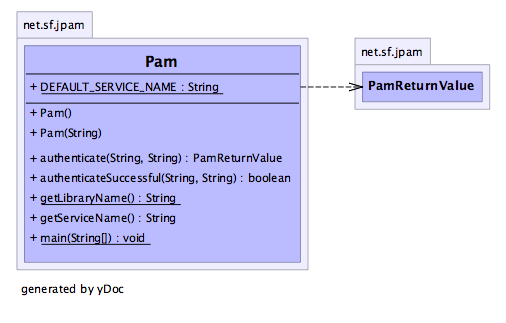 net.sf.jpam
Pam
+ DEFAULT_SERVICE_NAME : String
+ Pam()
+ Pam(String)
+ authenticate(String, String) : PamReturnValue
+ authenticateSuccessful(String, String) : boolean
+ getLibraryName() : String
+ getServiceName() : String
+ main(String[]) : void
net.sf.jpam
PamReturnValue
generated by yDoc